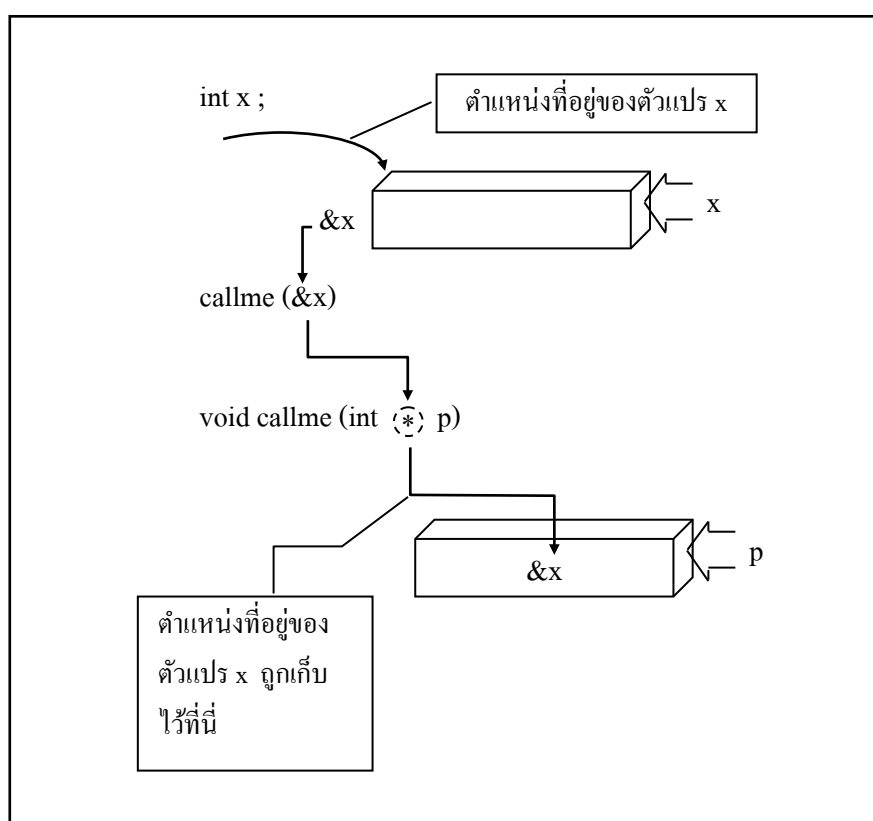 int x ;
ตำแหน่งที่อยู่ของตัวแปร x
x
&x
callme (&x)
void callme (int * p)
&x
p
ตำแหน่งที่อยู่ของ
ตัวแปร x ถูกเก็บ
ไว้ที่นี่